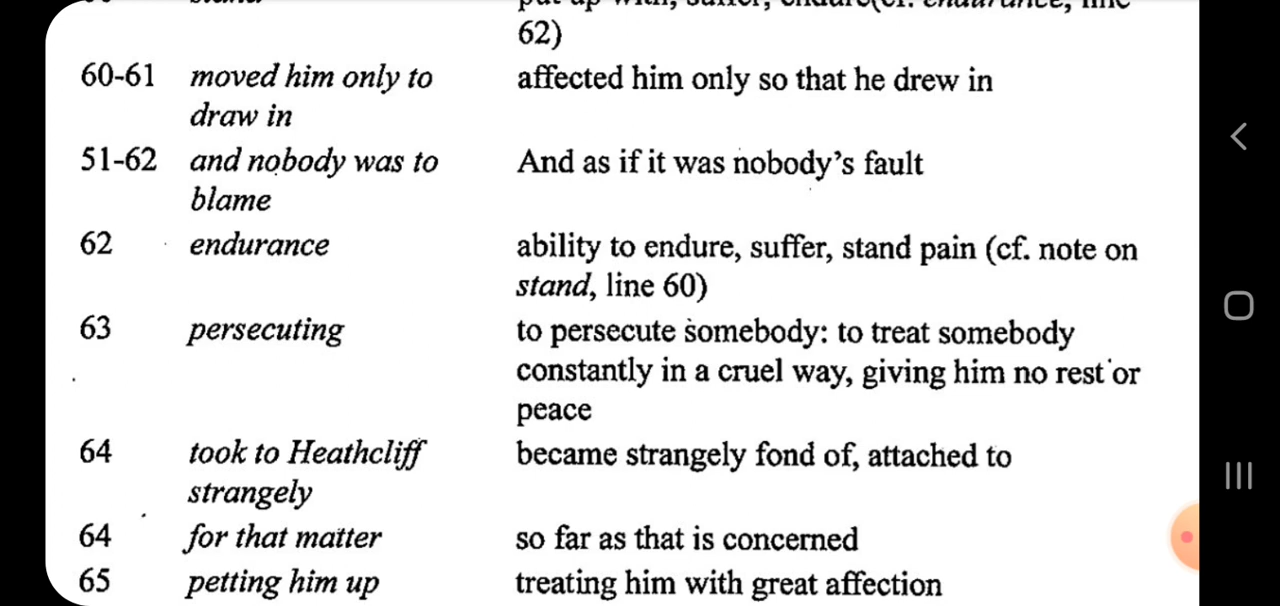 62)
60-61 moved him only to affected him only so that he drew in
draw in
51-62 and nobody was to And as if it was nobody's fault
blame
62 endurance ability to endure, suffer, stand pain (cf. note on
stand, line 60)
63 persecuting to persecute somebody: to treat somebody
constantly in a cruel way, giving him no rest or
peace
64 took to Heathcliff became strangely fond of, attached to
strangely
64 for that matter so far as that is concerned
65 petting him up treating him with great affection